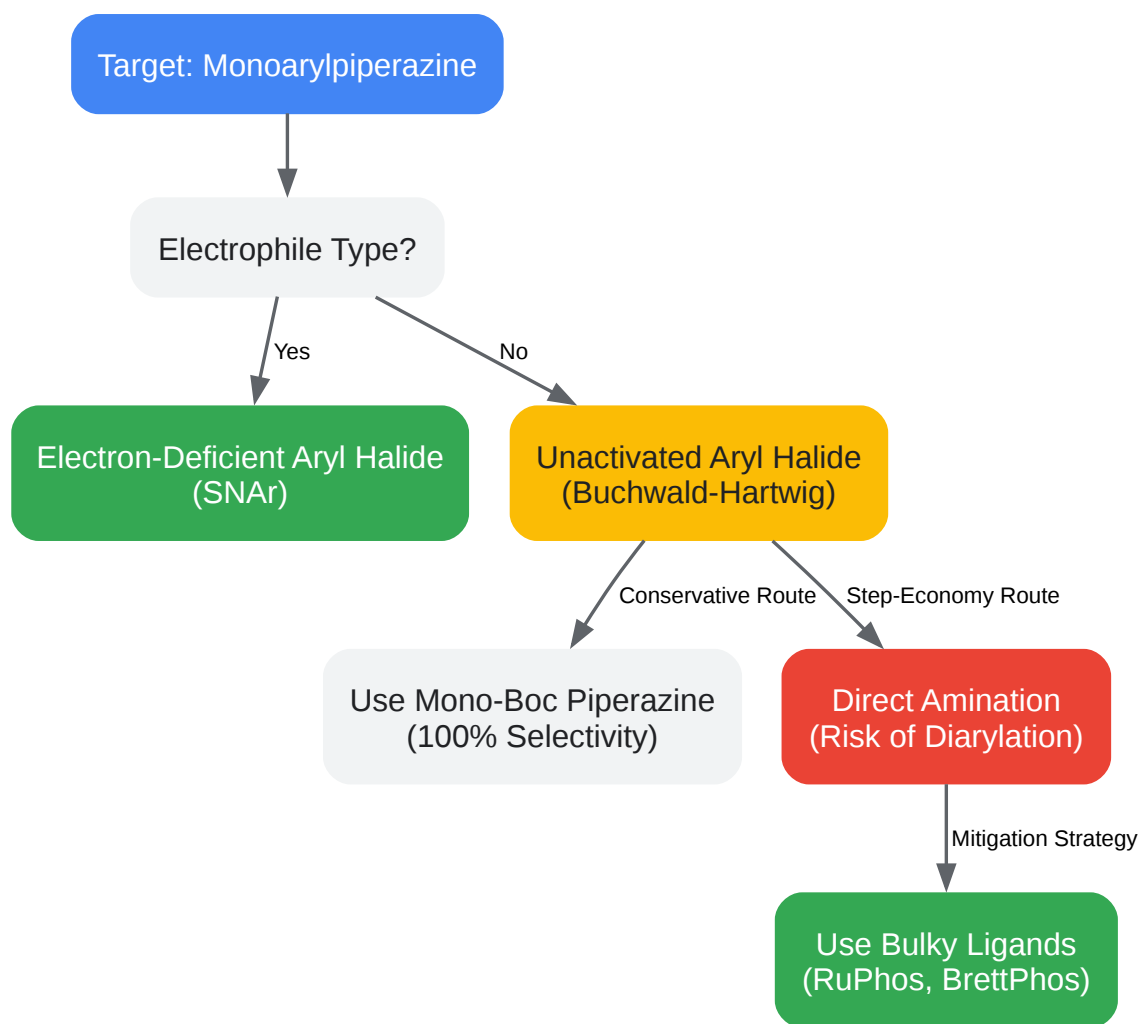 Target: Monoarylpiperazine
Electrophile Type?
Yes
No
Electron-Deficient Aryl Halide
(SNAr)
Unactivated Aryl Halide
(Buchwald-Hartwig)
Conservative Route
Step-Economy Route
Use Mono-Boc Piperazine
(100% Selectivity)
Direct Amination
(Risk of Diarylation)
Mitigation Strategy
Use Bulky Ligands
(RuPhos, BrettPhos)